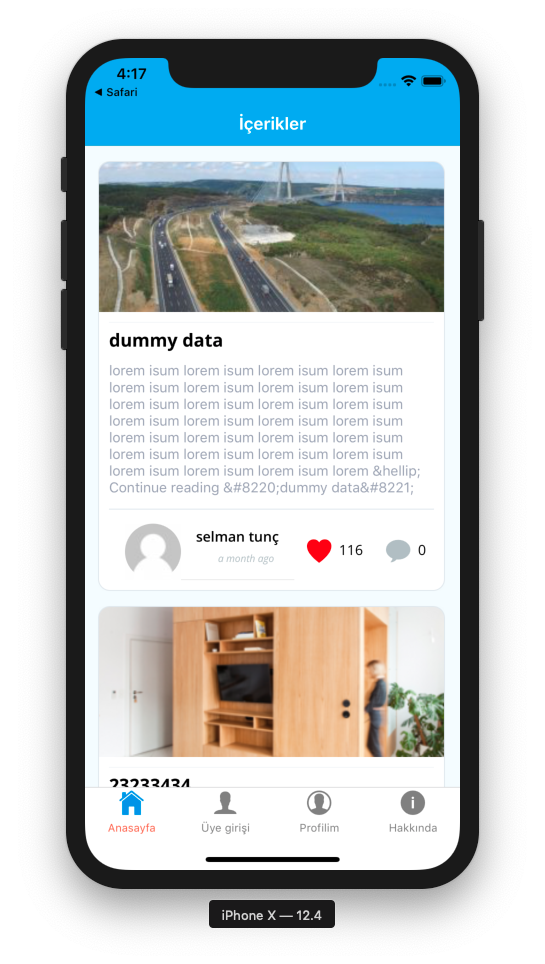 4:17
◀ Safari
İçerikler
dummy data
lorem isum lorem isum lorem isum lorem isum
lorem isum lorem isum lorem isum lorem isum
lorem isum lorem isum lorem isum lorem isum
lorem isum lorem isum lorem isum lorem isum
lorem isum lorem isum lorem isum lorem isum
lorem isum lorem isum lorem isum lorem isum
lorem isum lorem isum lorem isum lorem &hellip;
Continue reading &#8220;dummy data&#8221;
selman tunç
a month ago
116
0
23233434
Anasayfa
Üye girişi
Profilim
Hakkında
iPhone X — 12.4